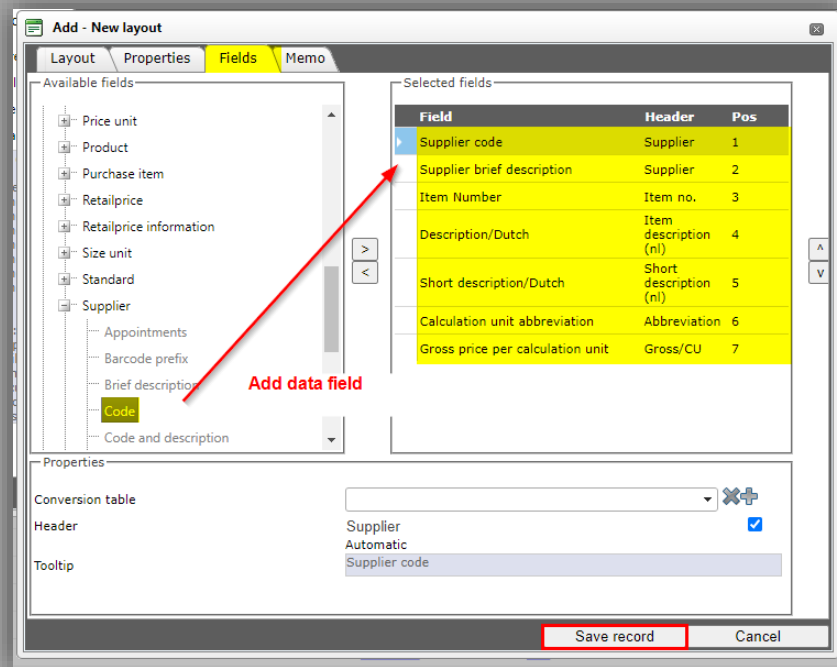 Add - New layout
Layout Properties Fields Memo
Available fields
Price unit
Product
Purchase item
Retailprice
Retailprice information
Size unit
Standard
Supplier
Appointments
Barcode prefix
Brief description
Code
Code and description
>
<
Add data field
Selected fields
Field Header Pos
Supplier code Supplier 1
Supplier brief description Supplier 2
Item Number Item no. 3
Description/Dutch Item description (nl) 4
Short description/Dutch Short description (nl) 5
Calculation unit abbreviation Abbreviation 6
Gross price per calculation unit Gross/CU 7
Properties
Conversion table
Header Supplier
Automatic
Tooltip Supplier code
Save record Cancel